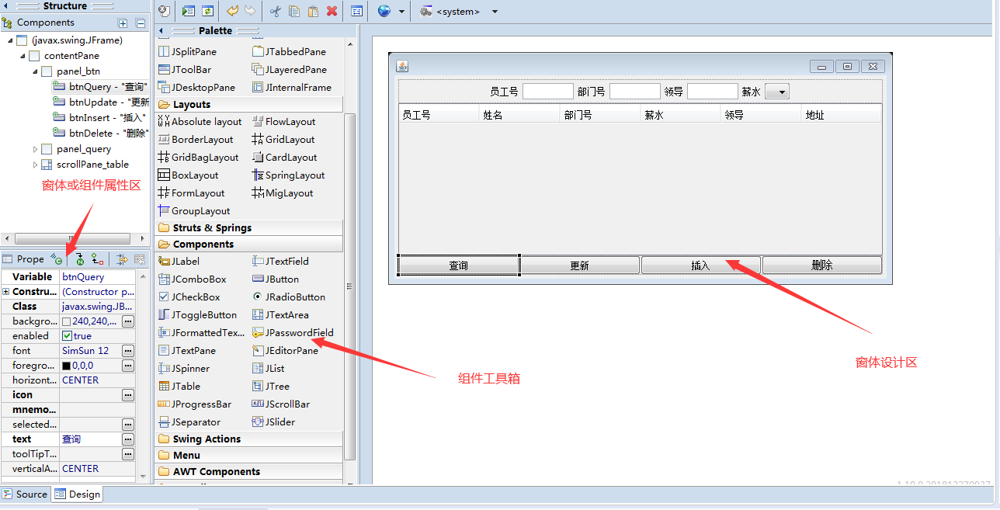 Structure
Components
(javax.swing.JFrame)
contentPane
panel_btn
btnQuery - "查询"
btnUpdate - "更新
btnInsert - "插入"
btnDelete - "删除"
panel_query
scrollPane_table
窗体或组件属性区
Prope
Variable btnQuery
Constru... (Constructor p...
Class javax.swing.JB...
backgro... 240,240,...
enabled true
font SimSun 12
foregro... 0,0,0
horizont... CENTER
icon
mnemo...
selected...
text 查询
toolTipT...
verticalA... CENTER
Source Design
<system>
Palette
JSplitPane JTabbedPane
JToolBar JLayeredPane
JDesktopPane JInternalFrame
Layouts
Absolute layout FlowLayout
BorderLayout GridLayout
GridBagLayout CardLayout
BoxLayout SpringLayout
FormLayout MigLayout
GroupLayout
Struts & Springs
Components
JLabel JTextField
JComboBox JButton
JCheckBox JRadioButton
JToggleButton JTextArea
JFormattedTex... JPasswordField
JTextPane JEditorPane
JSpinner JList
JTable JTree
JProgressBar JScrollBar
JSeparator JSlider
Swing Actions
Menu
AWT Components
组件工具箱
员工号 部门号 领导 薪水
员工号 姓名 部门号 薪水 领导 地址
查询 更新 插入 删除
窗体设计区